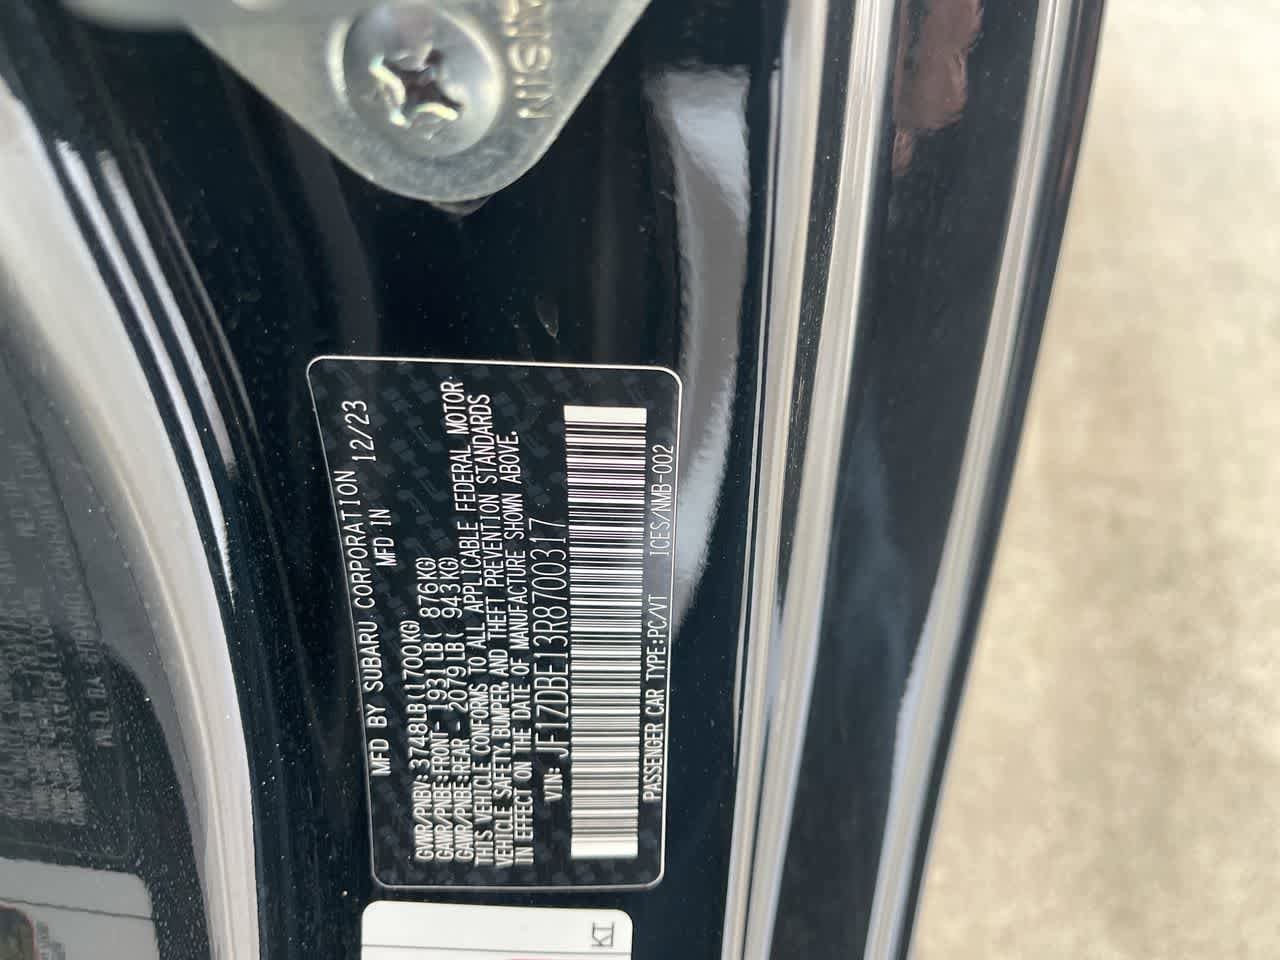 MFD BY SUBARU CORPORATION 12/23
MFD IN
GVWR/PNBV: 3748LB(1700KG)
GAWR/PNBE:FRONT- 1931LB( 876KG)
GAWR/PNBE:REAR - 2079LB( 943KG)
THIS VEHICLE CONFORMS TO ALL APPLICABLE FEDERAL MOTOR-
VEHICLE SAFETY, BUMPER, AND THEFT PREVENTION STANDARDS
IN EFFECT ON THE DATE OF MANUFACTURE SHOWN ABOVE.
VIN: JF1ZDBE13R8700317
PASSENGER CAR TYPE:PC/VT ICES/NMB-002
KI